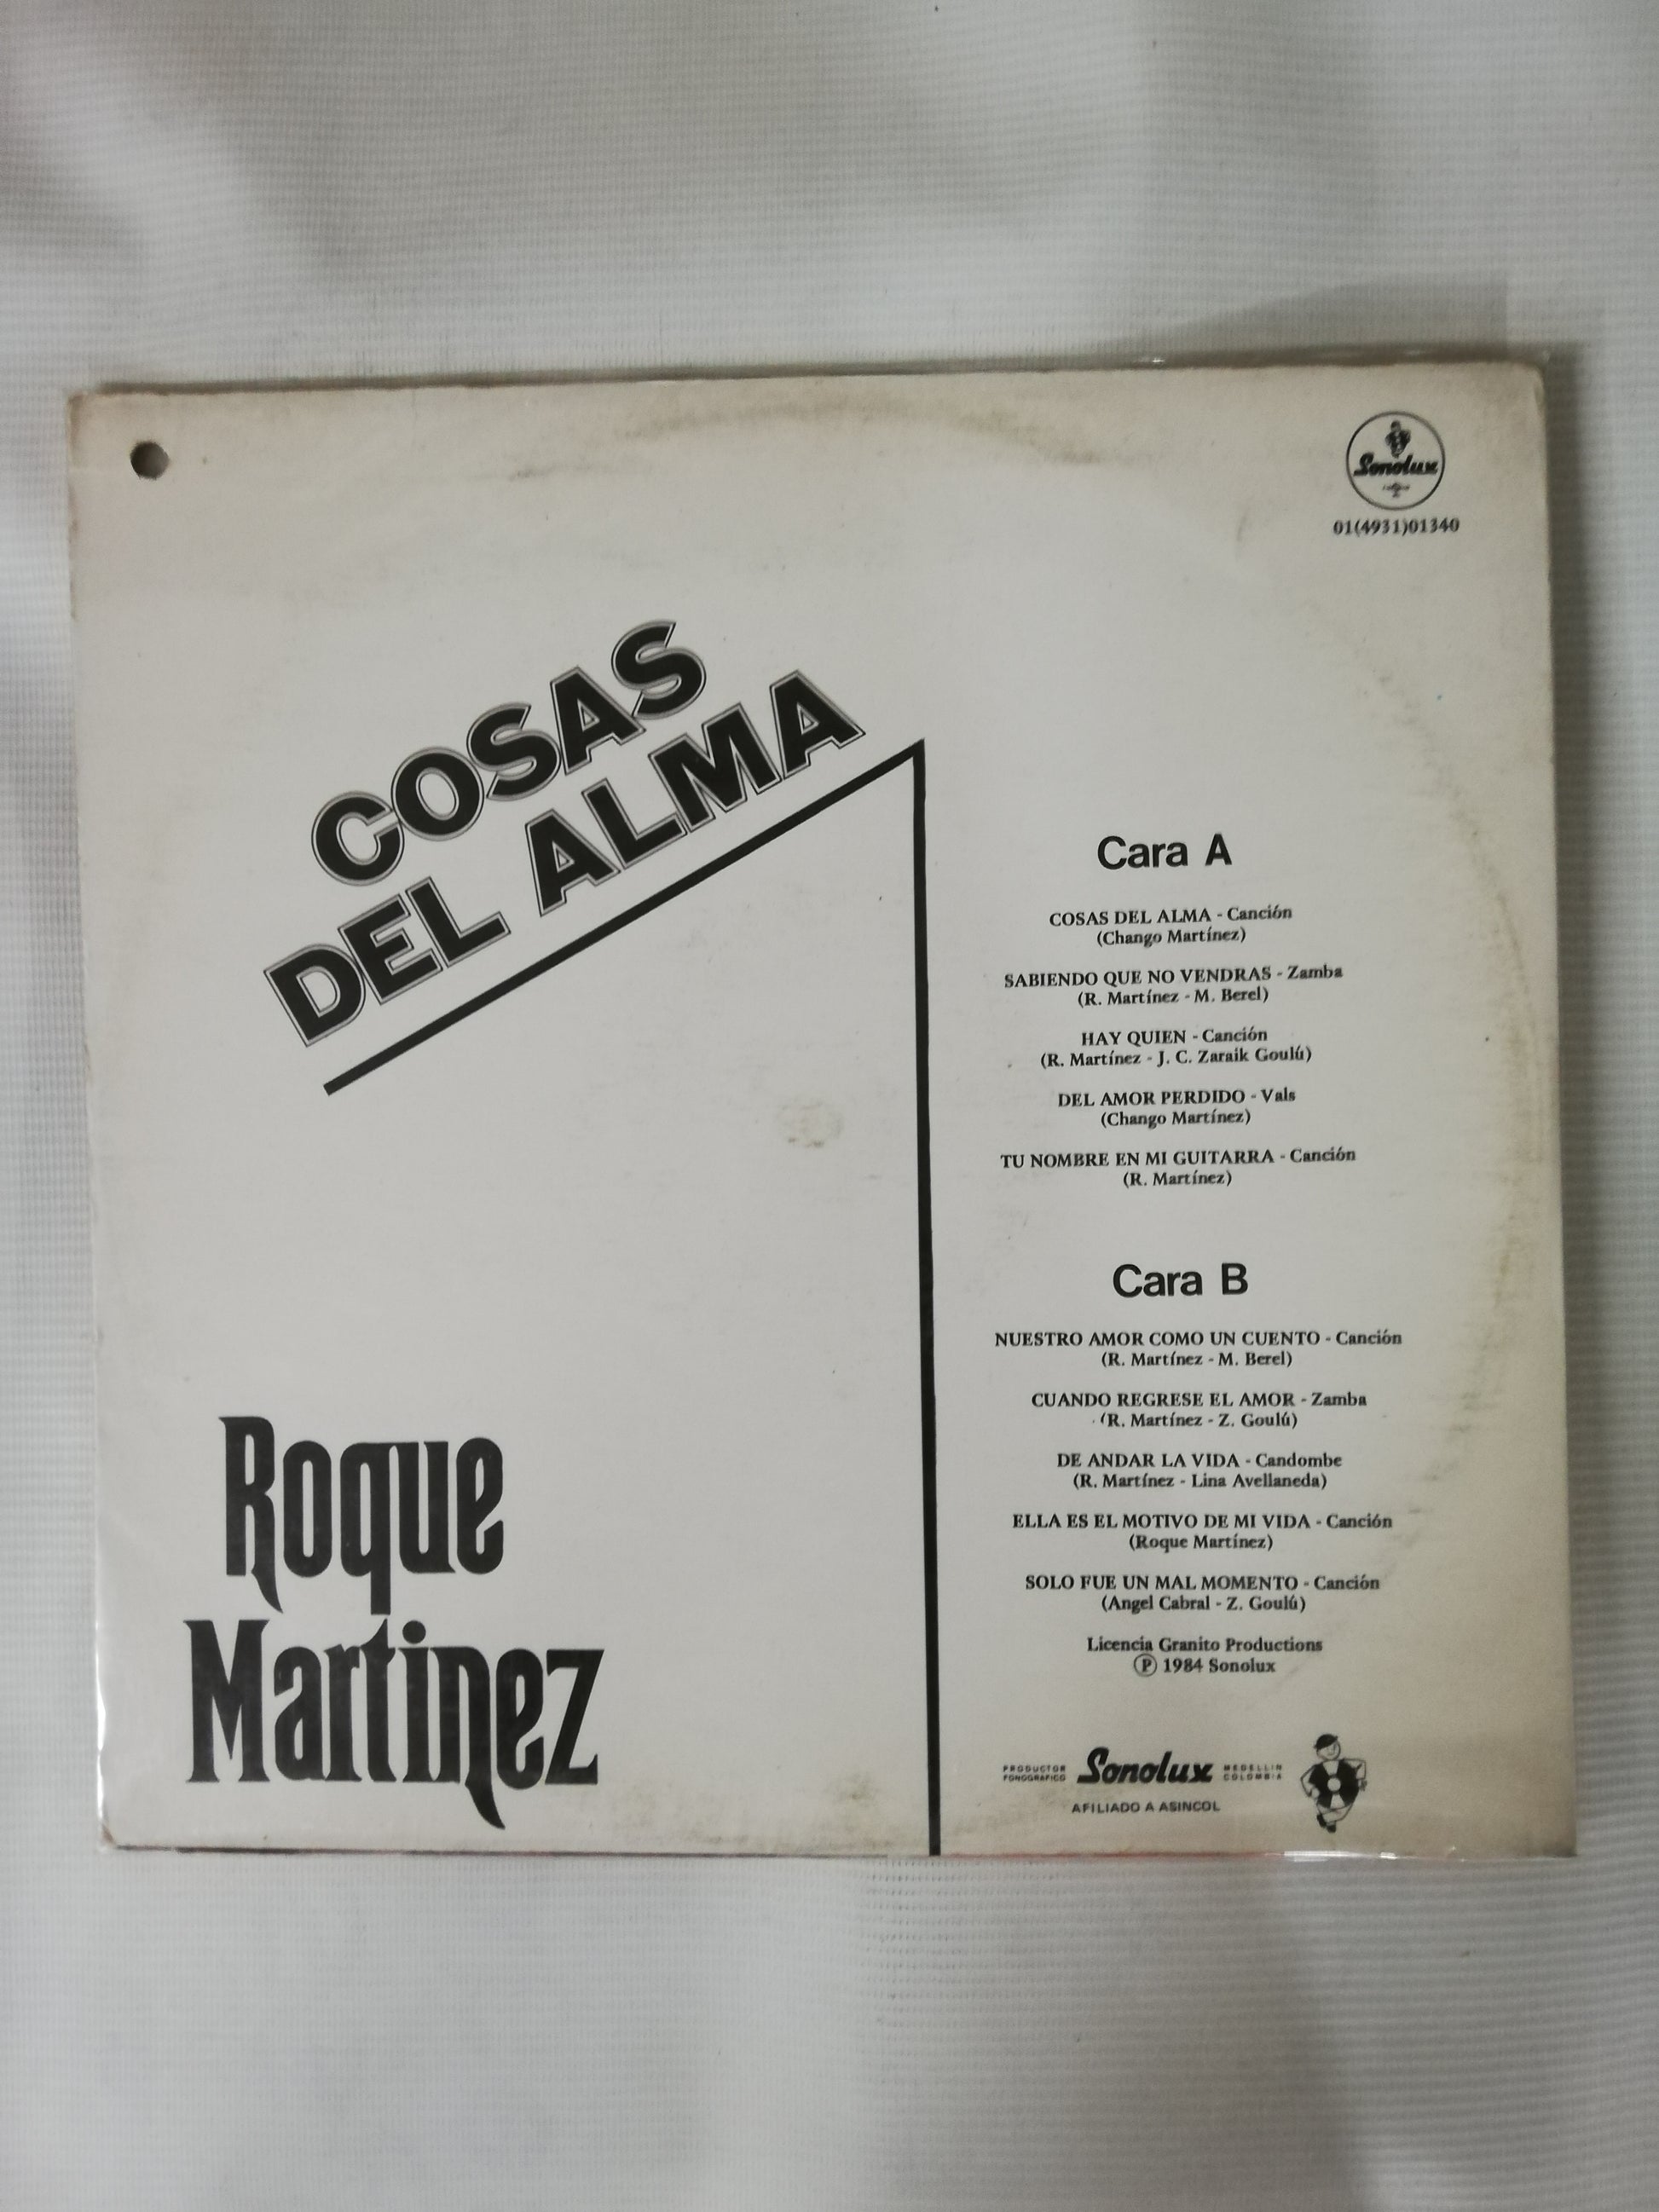 Sonolux
01(4931)01340
COSAS
DEL ALMA
Roque
Martinez
Cara A
COSAS DEL ALMA - Canción
(Chango Martínez)
SABIENDO QUE NO VENDRAS - Zamba
(R. Martínez - M. Berel)
HAY QUIEN - Canción
(R. Martínez - J. C. Zaraik Goulú)
DEL AMOR PERDIDO - Vals
(Chango Martínez)
TU NOMBRE EN MI GUITARRA - Canción
(R. Martínez)
Cara B
NUESTRO AMOR COMO UN CUENTO - Canción
(R. Martínez - M. Berel)
CUANDO REGRESE EL AMOR - Zamba
(R. Martínez - Z. Goulú)
DE ANDAR LA VIDA - Candombe
(R. Martínez - Lina Avellaneda)
ELLA ES EL MOTIVO DE MI VIDA - Canción
(Roque Martínez)
SOLO FUE UN MAL MOMENTO - Canción
(Angel Cabral - Z. Goulú)
Licencia Granito Productions
Ⓟ 1984 Sonolux
PRODUCTOR
FONOGRAFICO
Sonolux
MEDELLIN
COLOMBIA
AFILIADO A ASINCOL